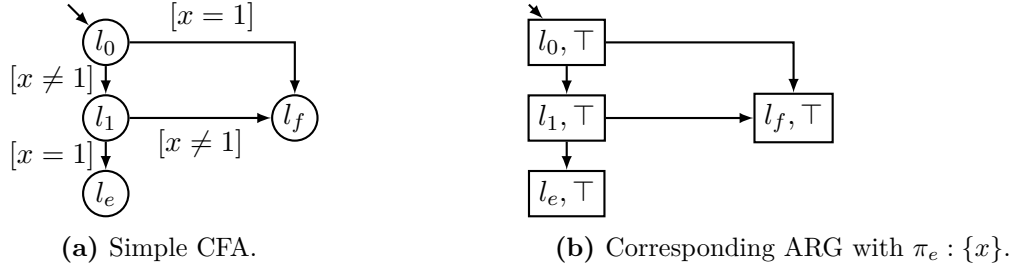 [x = 1]
l0
l0, ⊤
[x ≠ 1]
l1
lf
l1, ⊤
lf, ⊤
[x ≠ 1]
[x = 1]
le
le, ⊤
(a) Simple CFA.
(b) Corresponding ARG with πe : {x}.